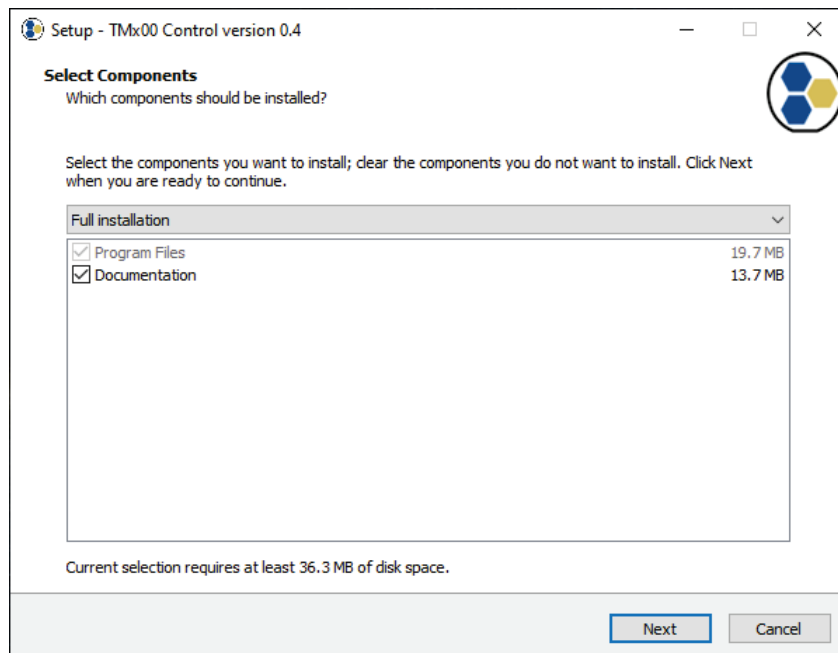 Setup - TMx00 Control version 0.4
Select Components
Which components should be installed?
Select the components you want to install; clear the components you do not want to install. Click Next
when you are ready to continue.
Full installation
Program Files 19.7 MB
Documentation 13.7 MB
Current selection requires at least 36.3 MB of disk space.
Next Cancel